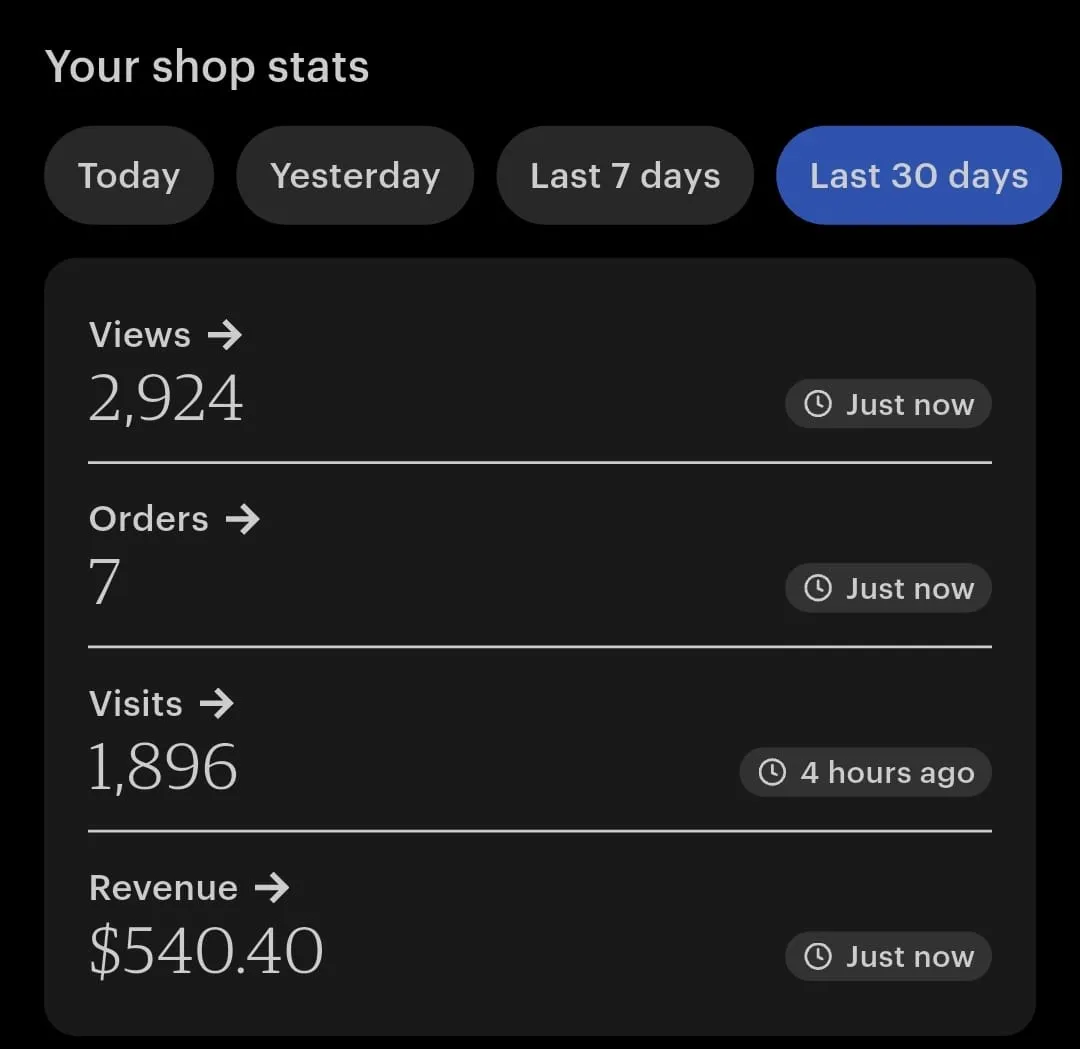 Your shop stats
Today Yesterday Last 7 days Last 30 days
Views →
2,924
Just now
Orders →
7
Just now
Visits →
1,896
4 hours ago
Revenue →
$540.40
Just now